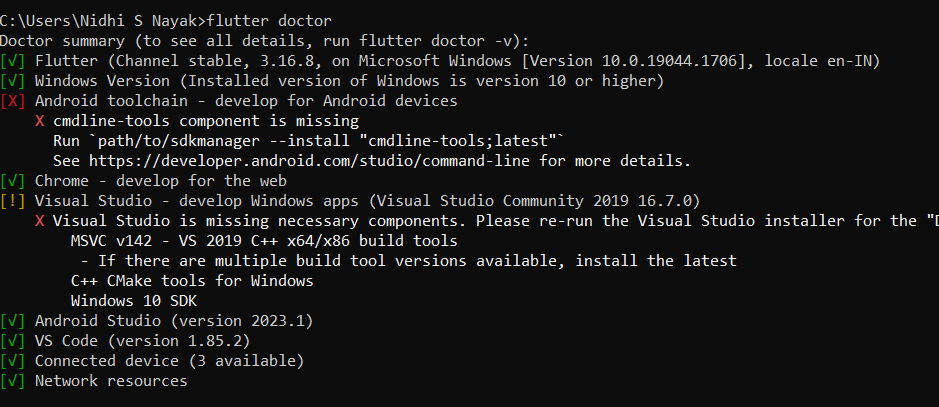 C:\Users\Nidhi S Nayak>flutter doctor
Doctor summary (to see all details, run flutter doctor -v):
[√] Flutter (Channel stable, 3.16.8, on Microsoft Windows [Version 10.0.19044.1706], locale en-IN)
[√] Windows Version (Installed version of Windows is version 10 or higher)
[X] Android toolchain - develop for Android devices
    X cmdline-tools component is missing
      Run `path/to/sdkmanager --install "cmdline-tools;latest"`
      See https://developer.android.com/studio/command-line for more details.
[√] Chrome - develop for the web
[!] Visual Studio - develop Windows apps (Visual Studio Community 2019 16.7.0)
    X Visual Studio is missing necessary components. Please re-run the Visual Studio installer for the "D
        MSVC v142 - VS 2019 C++ x64/x86 build tools
         - If there are multiple build tool versions available, install the latest
        C++ CMake tools for Windows
        Windows 10 SDK
[√] Android Studio (version 2023.1)
[√] VS Code (version 1.85.2)
[√] Connected device (3 available)
[√] Network resources